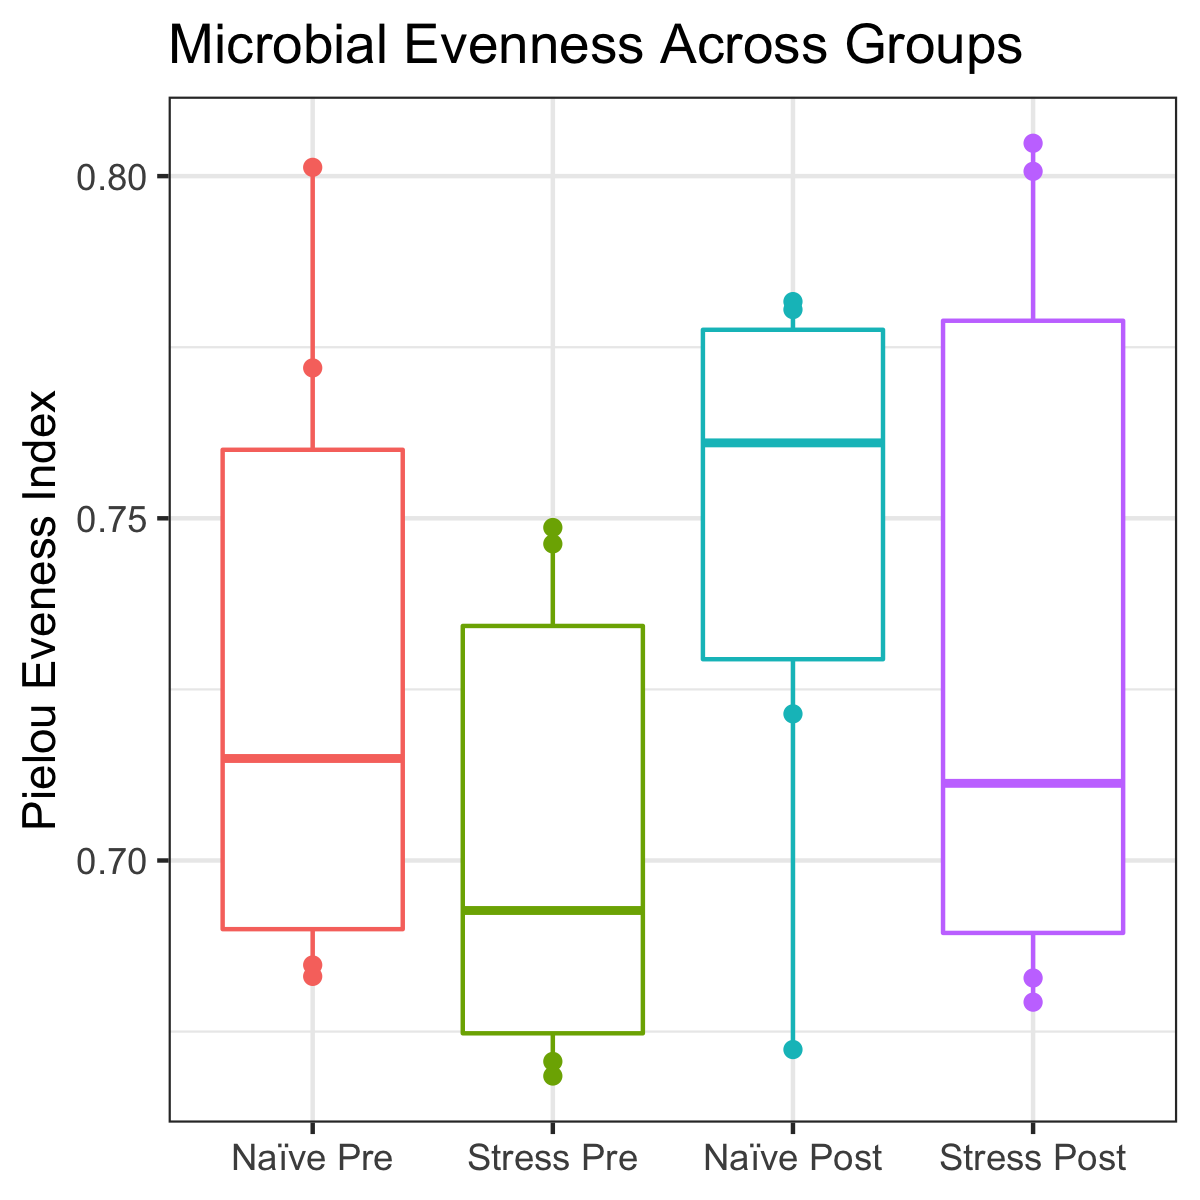 Microbial Evenness Across Groups
Pielou Eveness Index
0.80
0.75
0.70
Naïve Pre
Stress Pre
Naïve Post
Stress Post